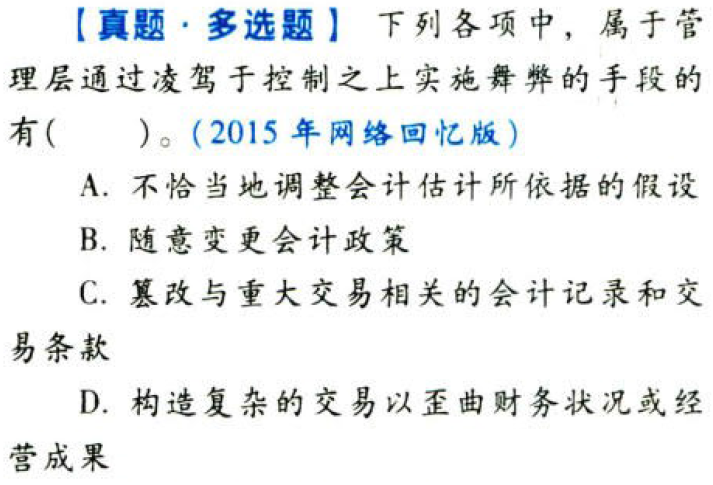 【真题·多选题】 下列各项中，属于管
理层通过凌驾于控制之上实施舞弊的手段的
有(　　)。(2015 年网络回忆版)
A. 不恰当地调整会计估计所依据的假设
B. 随意变更会计政策
C. 篡改与重大交易相关的会计记录和交
易条款
D. 构造复杂的交易以歪曲财务状况或经
营成果